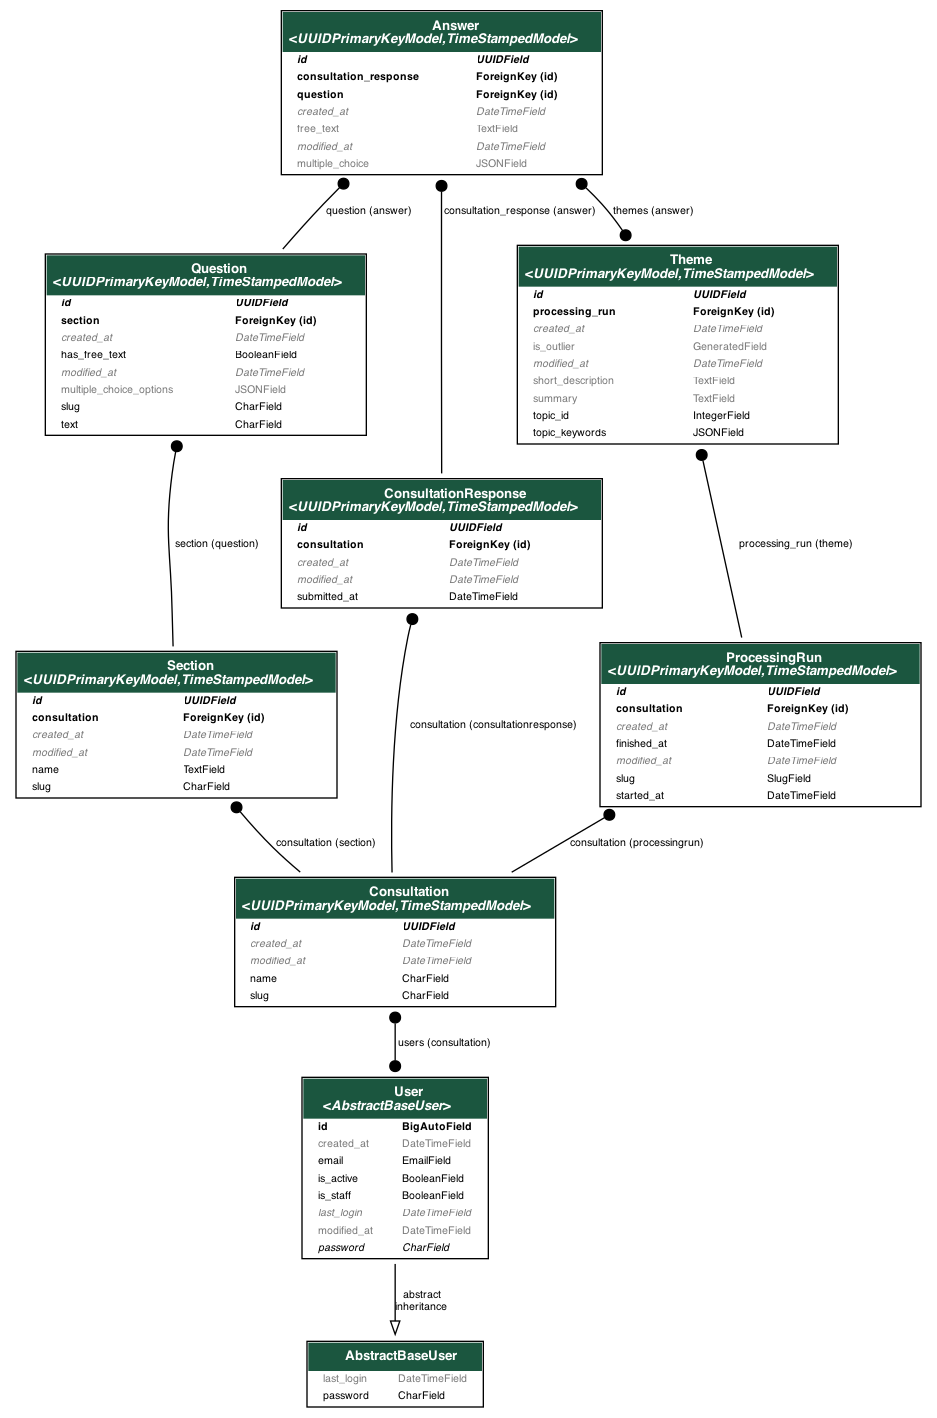 Answer
<UUIDPrimaryKeyModel,TimeStampedModel>
id UUIDField
consultation_response ForeignKey (id)
question ForeignKey (id)
created_at DateTimeField
free_text TextField
modified_at DateTimeField
multiple_choice JSONField
question (answer)
consultation_response (answer)
themes (answer)
Question
<UUIDPrimaryKeyModel,TimeStampedModel>
id UUIDField
section ForeignKey (id)
created_at DateTimeField
has_free_text BooleanField
modified_at DateTimeField
multiple_choice_options JSONField
slug CharField
text CharField
Theme
<UUIDPrimaryKeyModel,TimeStampedModel>
id UUIDField
processing_run ForeignKey (id)
created_at DateTimeField
is_outlier GeneratedField
modified_at DateTimeField
short_description TextField
summary TextField
topic_id IntegerField
topic_keywords JSONField
ConsultationResponse
<UUIDPrimaryKeyModel,TimeStampedModel>
id UUIDField
consultation ForeignKey (id)
created_at DateTimeField
modified_at DateTimeField
submitted_at DateTimeField
section (question)
processing_run (theme)
Section
<UUIDPrimaryKeyModel,TimeStampedModel>
id UUIDField
consultation ForeignKey (id)
created_at DateTimeField
modified_at DateTimeField
name TextField
slug CharField
consultation (consultationresponse)
ProcessingRun
<UUIDPrimaryKeyModel,TimeStampedModel>
id UUIDField
consultation ForeignKey (id)
created_at DateTimeField
finished_at DateTimeField
modified_at DateTimeField
slug SlugField
started_at DateTimeField
consultation (section)
consultation (processingrun)
Consultation
<UUIDPrimaryKeyModel,TimeStampedModel>
id UUIDField
created_at DateTimeField
modified_at DateTimeField
name CharField
slug CharField
users (consultation)
User
<AbstractBaseUser>
id BigAutoField
created_at DateTimeField
email EmailField
is_active BooleanField
is_staff BooleanField
last_login DateTimeField
modified_at DateTimeField
password CharField
abstract
inheritance
AbstractBaseUser
last_login DateTimeField
password CharField